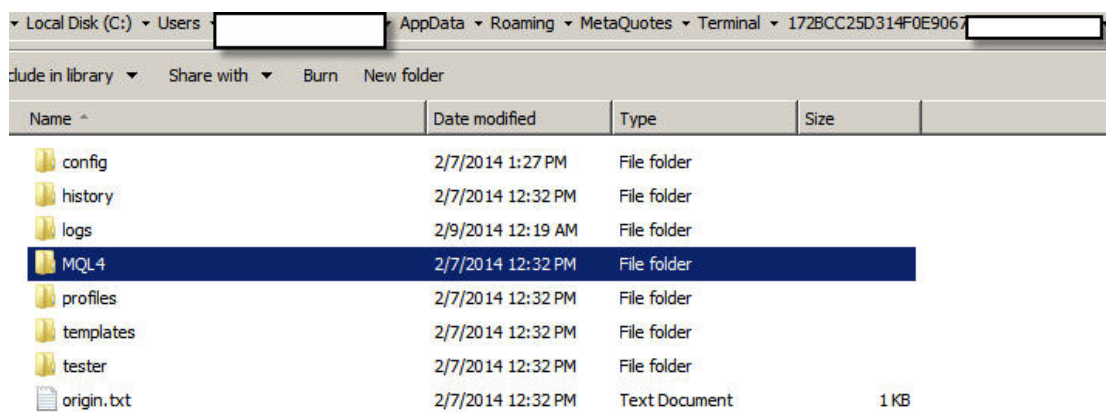 Local Disk (C:) Users AppData Roaming MetaQuotes Terminal 172BCC25D314F0E9067
clude in library Share with Burn New folder
Name Date modified Type Size
config 2/7/2014 1:27 PM File folder
history 2/7/2014 12:32 PM File folder
logs 2/9/2014 12:19 AM File folder
MQL4 2/7/2014 12:32 PM File folder
profiles 2/7/2014 12:32 PM File folder
templates 2/7/2014 12:32 PM File folder
tester 2/7/2014 12:32 PM File folder
origin.txt 2/7/2014 12:32 PM Text Document 1 KB